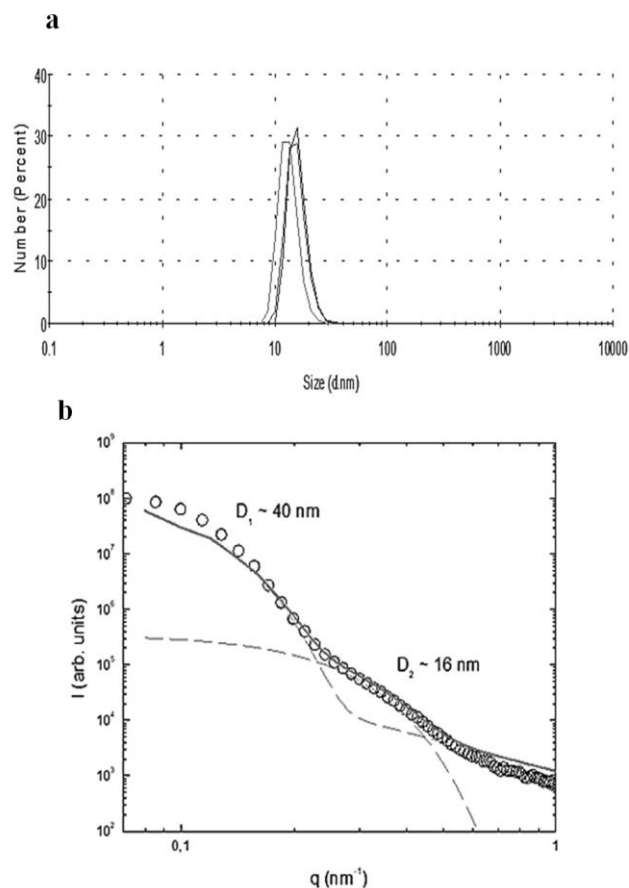 a
Number (Percent)
40
30
20
10
0
0.1 1 10 100 1000 10000
Size (d.nm)
b
I (arb. units)
10⁹
10⁸
10⁷
10⁶
10⁵
10⁴
10³
10²
D₁ ~ 40 nm
D₂ ~ 16 nm
0,1 1
q (nm⁻¹)